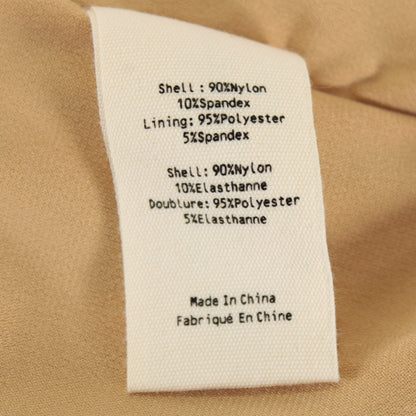 Shell: 90%Nylon
10%Spandex
Lining: 95%Polyester
5%Spandex
Shell: 90%Nylon
10%Elasthanne
Doublure: 95%Polyester
5%Elasthanne
Made In China
Fabriqué En Chine